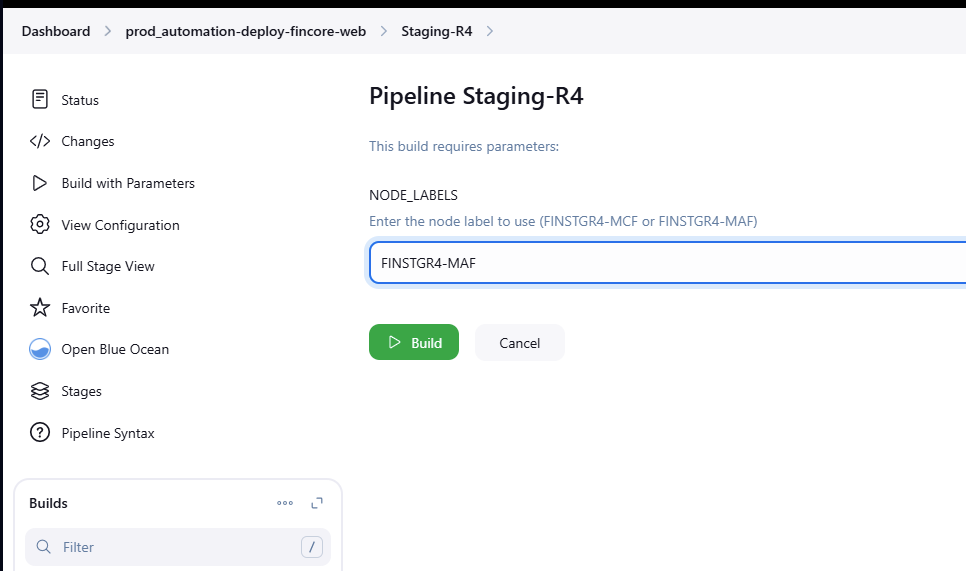 Dashboard > prod_automation-deploy-fincore-web > Staging-R4 >
Status
Changes
Build with Parameters
View Configuration
Full Stage View
Favorite
Open Blue Ocean
Stages
Pipeline Syntax
Builds
Filter /
Pipeline Staging-R4
This build requires parameters:
NODE_LABELS
Enter the node label to use (FINSTGR4-MCF or FINSTGR4-MAF)
FINSTGR4-MAF
Build Cancel